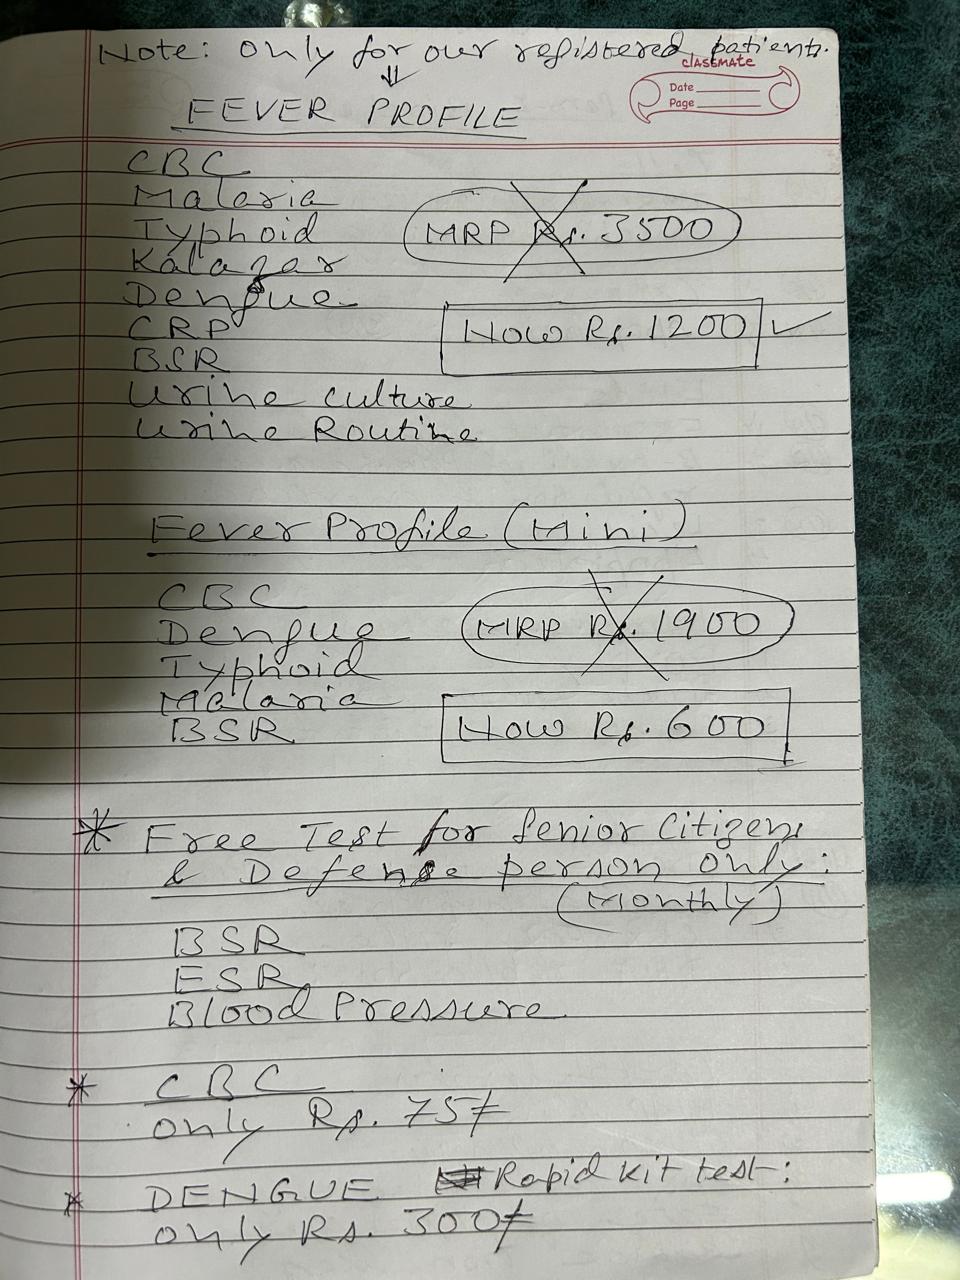 Note: only for our registered patients.
classmate
Date
Page
⇓
FEVER PROFILE
CBC
Malaria
MRP Rs. 3500
Typhoid
Kalazar
Dengue
Now Rs. 1200 ✓
CRP
BSR
Urine culture
Urine Routine
Fever Profile (Mini)
CBC
MRP Rs. 1900
Dengue
Typhoid
Malaria
BSR
Now Rs. 600
* Free Test for Senior Citizens
& Defense person only:
(Monthly)
BSR
ESR
Blood Pressure
* CBC
only Rs. 75/
* DENGUE Rapid kit test:
only Rs. 300/